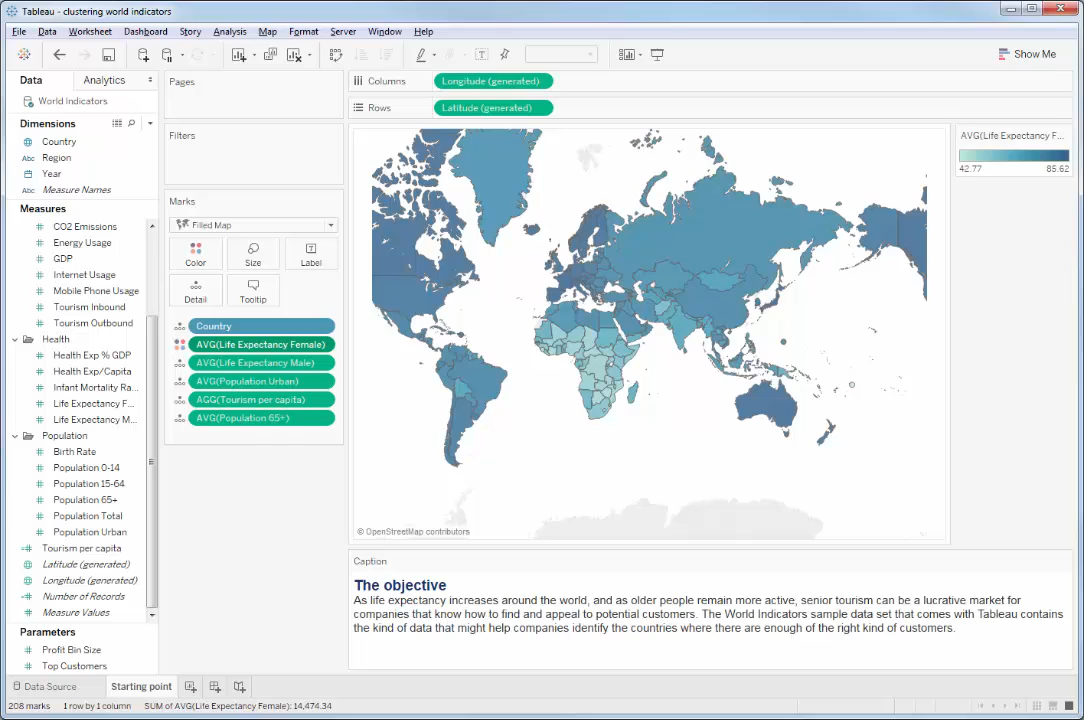 Tableau - clustering world indicators
File Data Worksheet Dashboard Story Analysis Map Format Server Window Help
Show Me
Data Analytics
World Indicators
Dimensions
Country
Abc Region
Year
Abc Measure Names
Measures
CO2 Emissions
Energy Usage
GDP
Internet Usage
Mobile Phone Usage
Tourism Inbound
Tourism Outbound
Health
Health Exp % GDP
Health Exp/Capita
Infant Mortality Ra...
Life Expectancy F...
Life Expectancy M...
Population
Birth Rate
Population 0-14
Population 15-64
Population 65+
Population Total
Population Urban
Tourism per capita
Latitude (generated)
Longitude (generated)
Number of Records
Measure Values
Parameters
Profit Bin Size
Top Customers
Pages
Filters
Marks
Filled Map
Color Size Label
Detail Tooltip
Country
AVG(Life Expectancy Female)
AVG(Life Expectancy Male)
AVG(Population Urban)
AGG(Tourism per capita)
AVG(Population 65+)
Columns Longitude (generated)
Rows Latitude (generated)
© OpenStreetMap contributors
AVG(Life Expectancy F...
42.77 85.62
Caption
The objective
As life expectancy increases around the world, and as older people remain more active, senior tourism can be a lucrative market for
companies that know how to find and appeal to potential customers. The World Indicators sample data set that comes with Tableau contains
the kind of data that might help companies identify the countries where there are enough of the right kind of customers.
Data Source Starting point
208 marks 1 row by 1 column SUM of AVG(Life Expectancy Female): 14,474.34